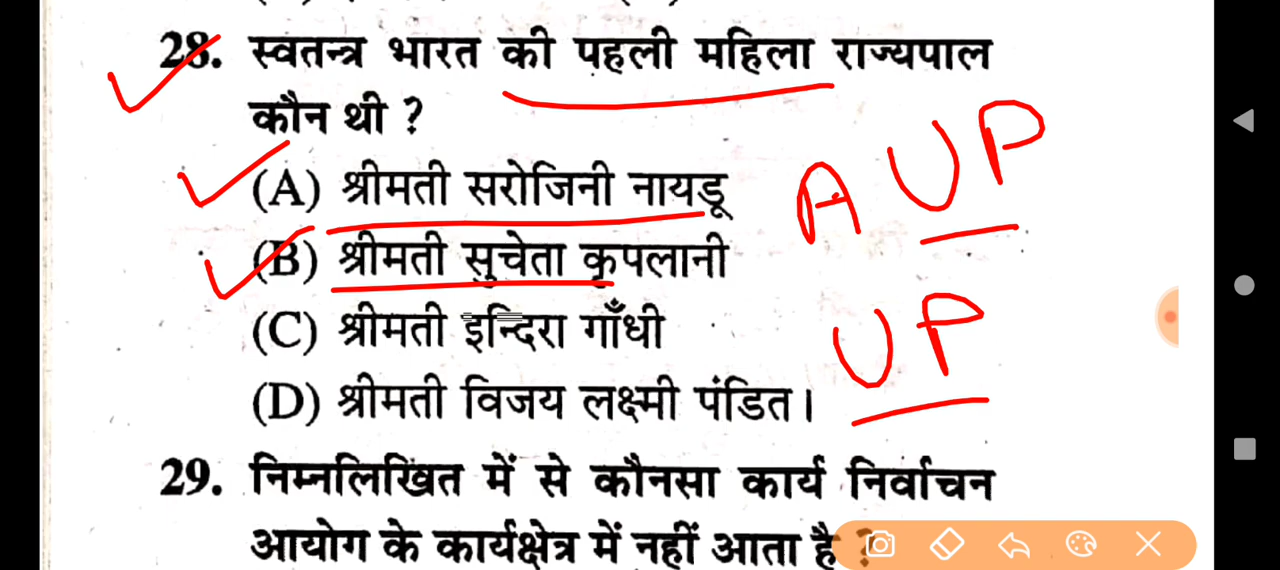 28. स्वतन्त्र भारत की पहली महिला राज्यपाल
कौन थी ?
(A) श्रीमती सरोजिनी नायडू
A UP
(B) श्रीमती सुचेता कृपलानी
(C) श्रीमती इन्दिरा गाँधी
UP
(D) श्रीमती विजय लक्ष्मी पंडित।
29. निम्नलिखित में से कौनसा कार्य निर्वाचन
आयोग के कार्यक्षेत्र में नहीं आता है ?